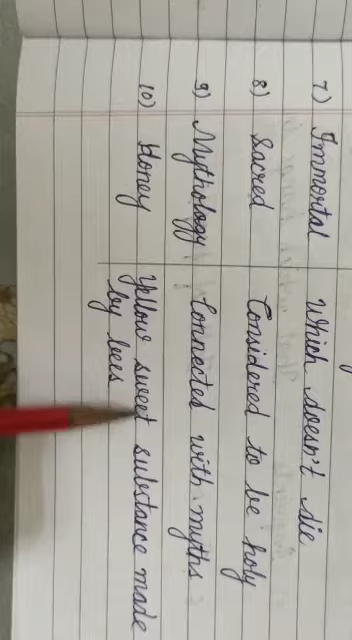 7) Immortal Which doesn't die
8) Sacred Considered to be holy
9) Mythology Connected with myths
10) Honey Yellow sweet substance made
by bees